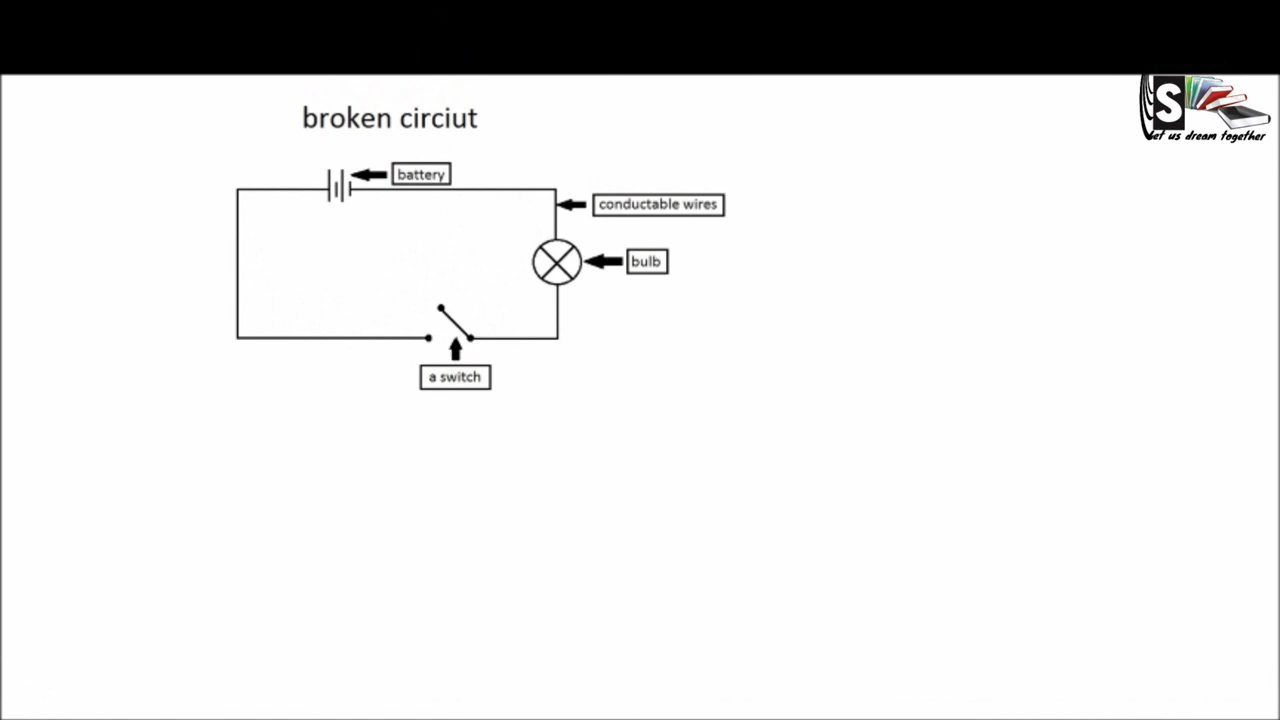 broken circiut
battery
conductable wires
bulb
a switch
S
Let us dream together